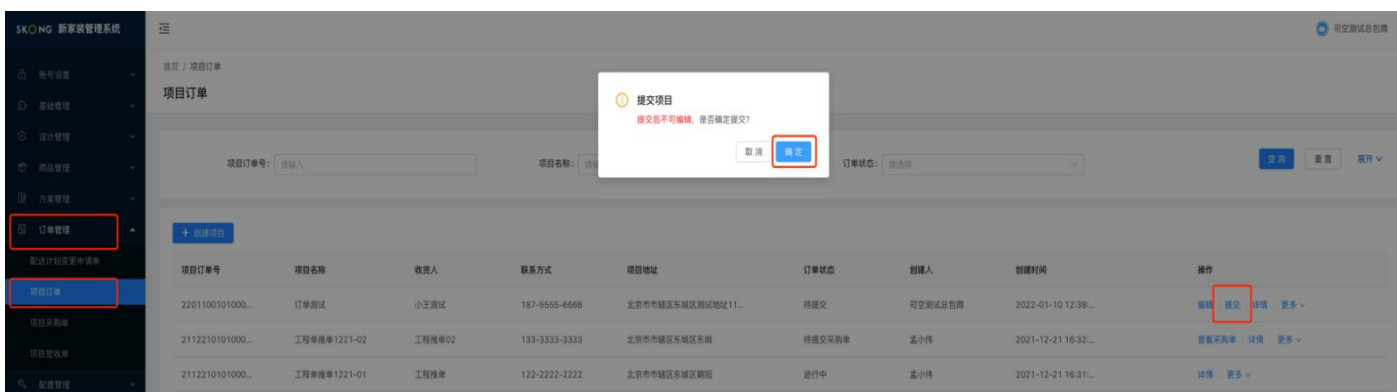 SKONG 新家装管理系统
司空测试总包商
账号设置
基础管理
设计管理
商品管理
方案管理
订单管理
配送计划变更申请单
项目订单
项目采购单
项目签收单
配置管理
首页 / 项目订单
项目订单
项目订单号: 请输入
项目名称:
订单状态: 请选择
查询 重置 展开
提交项目
提交后不可编辑，是否确定提交?
取消 确定
+ 创建项目
项目订单号 项目名称 收货人 联系方式 项目地址 订单状态 创建人 创建时间 操作
2201100101000... 订单测试 小王测试 187-5555-6666 北京市市辖区东城区测试地址11... 待提交 司空测试总包商 2022-01-10 12:39:... 编辑 提交 详情 更多
2112210101000... 工程单推单1221-02 工程推单02 133-3333-3333 北京市市辖区东城区东城 待提交采购单 孟小伟 2021-12-21 16:32:... 查看采购单 详情 更多
2112210101000... 工程单推单1221-01 工程推单 122-2222-2222 北京市市辖区东城区朝阳 进行中 孟小伟 2021-12-21 16:31:... 详情 更多